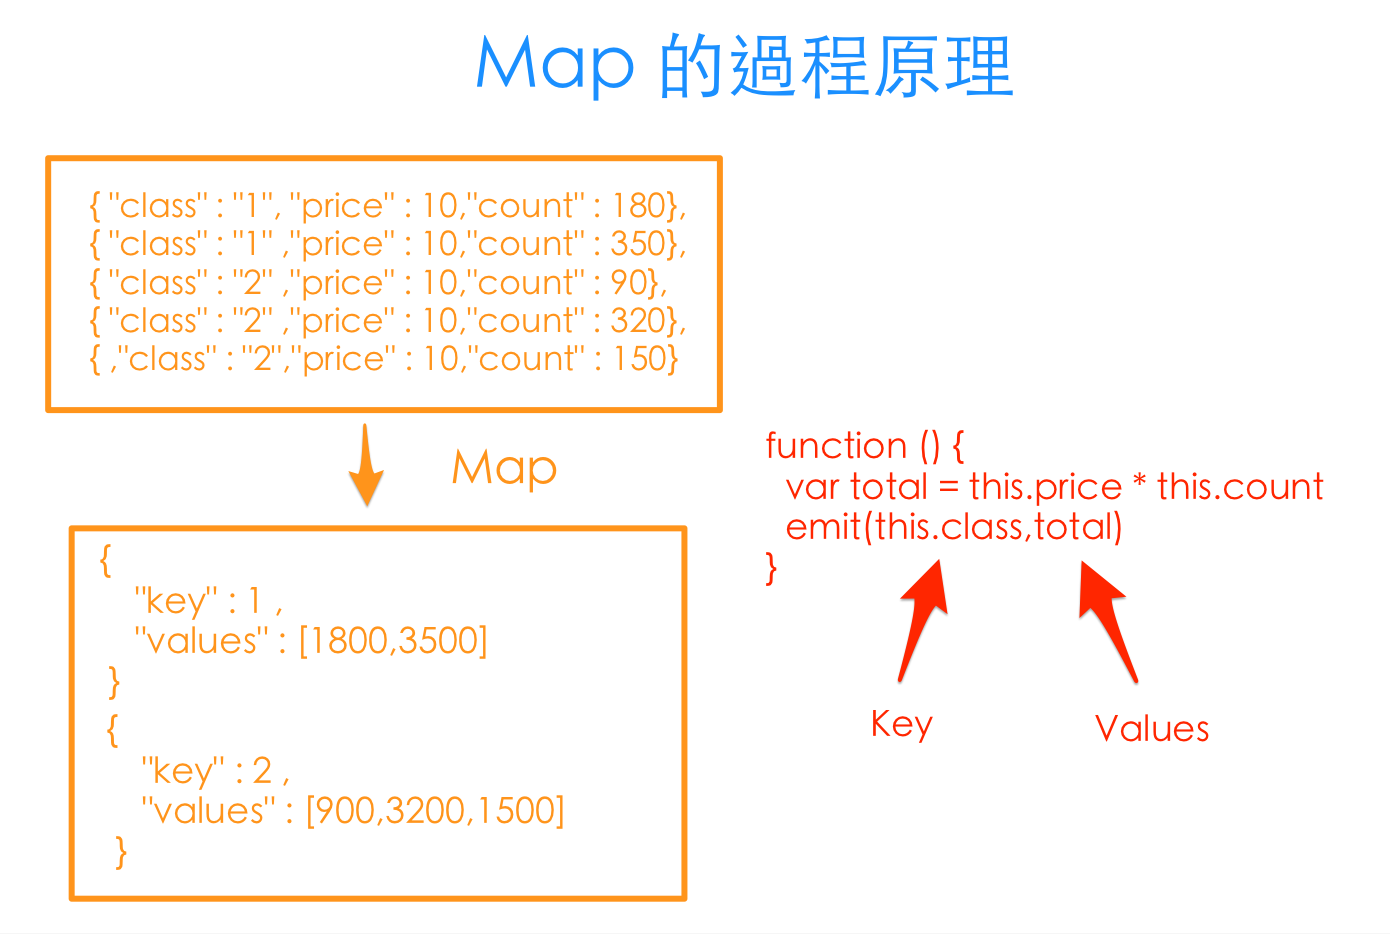 Map 的過程原理
{ "class" : "1", "price" : 10,"count" : 180},
{ "class" : "1" ,"price" : 10,"count" : 350},
{ "class" : "2" ,"price" : 10,"count" : 90},
{ "class" : "2" ,"price" : 10,"count" : 320},
{ ,"class" : "2","price" : 10,"count" : 150}
Map
{
"key" : 1 ,
"values" : [1800,3500]
}
{
"key" : 2 ,
"values" : [900,3200,1500]
}
function () {
var total = this.price * this.count
emit(this.class,total)
}
Key
Values